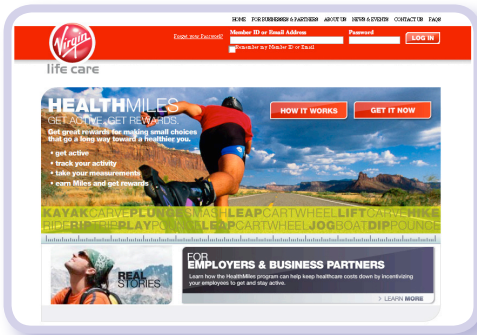 HOME FOR BUSINESSES & PARTNERS ABOUT US NEWS & EVENTS CONTACT US FAQS
Forgot your Password?
Member ID or Email Address
Password
LOG IN
Remember my Member ID or Email
Virgin
life care
HEALTHMILES
GET ACTIVE. GET REWARDS.
Get great rewards for making small choices
that go a long way toward a healthier you.
• get active
• track your activity
• take your measurements
• earn Miles and get rewards
HOW IT WORKS
GET IT NOW
KAYAKCARVEPLUNGESMASHLEAPCARTWHEELLIFTCARVEHIKE
LEAPCARTWHEELJOGBOATDIPPOUNCE
REAL
STORIES
FOR
EMPLOYERS & BUSINESS PARTNERS
Learn how the HealthMiles program can help keep healthcare costs down by incentivizing
your employees to get and stay active.
LEARN MORE